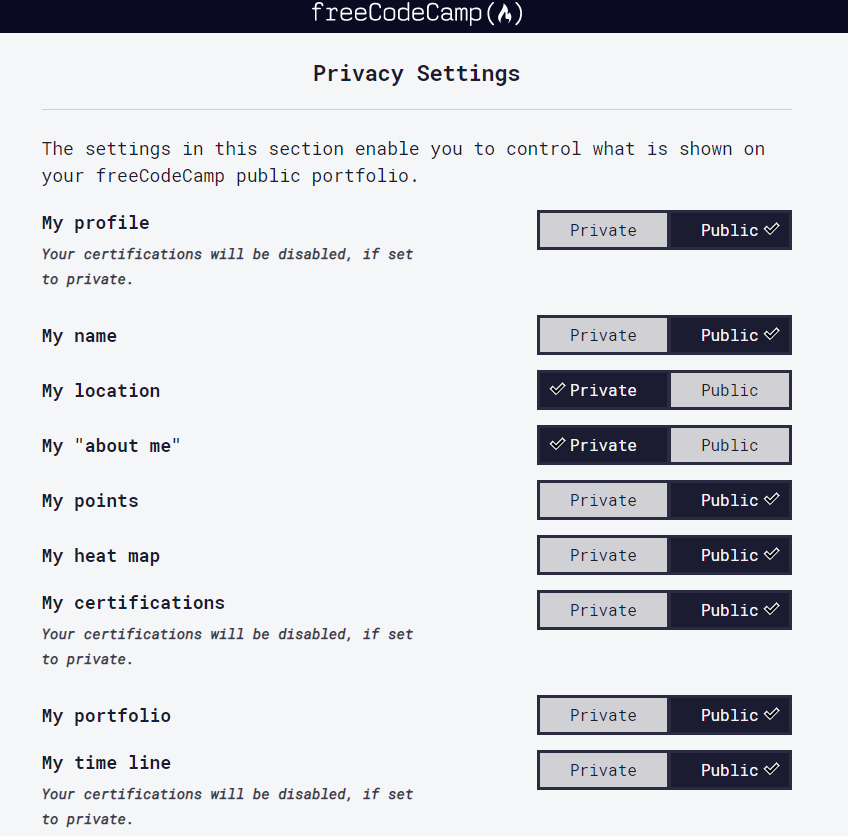 freeCodeCamp
Privacy Settings
The settings in this section enable you to control what is shown on
your freeCodeCamp public portfolio.
My profile
Private Public
Your certifications will be disabled, if set
to private.
My name
Private Public
My location
Private Public
My "about me"
Private Public
My points
Private Public
My heat map
Private Public
My certifications
Private Public
Your certifications will be disabled, if set
to private.
My portfolio
Private Public
My time line
Private Public
Your certifications will be disabled, if set
to private.